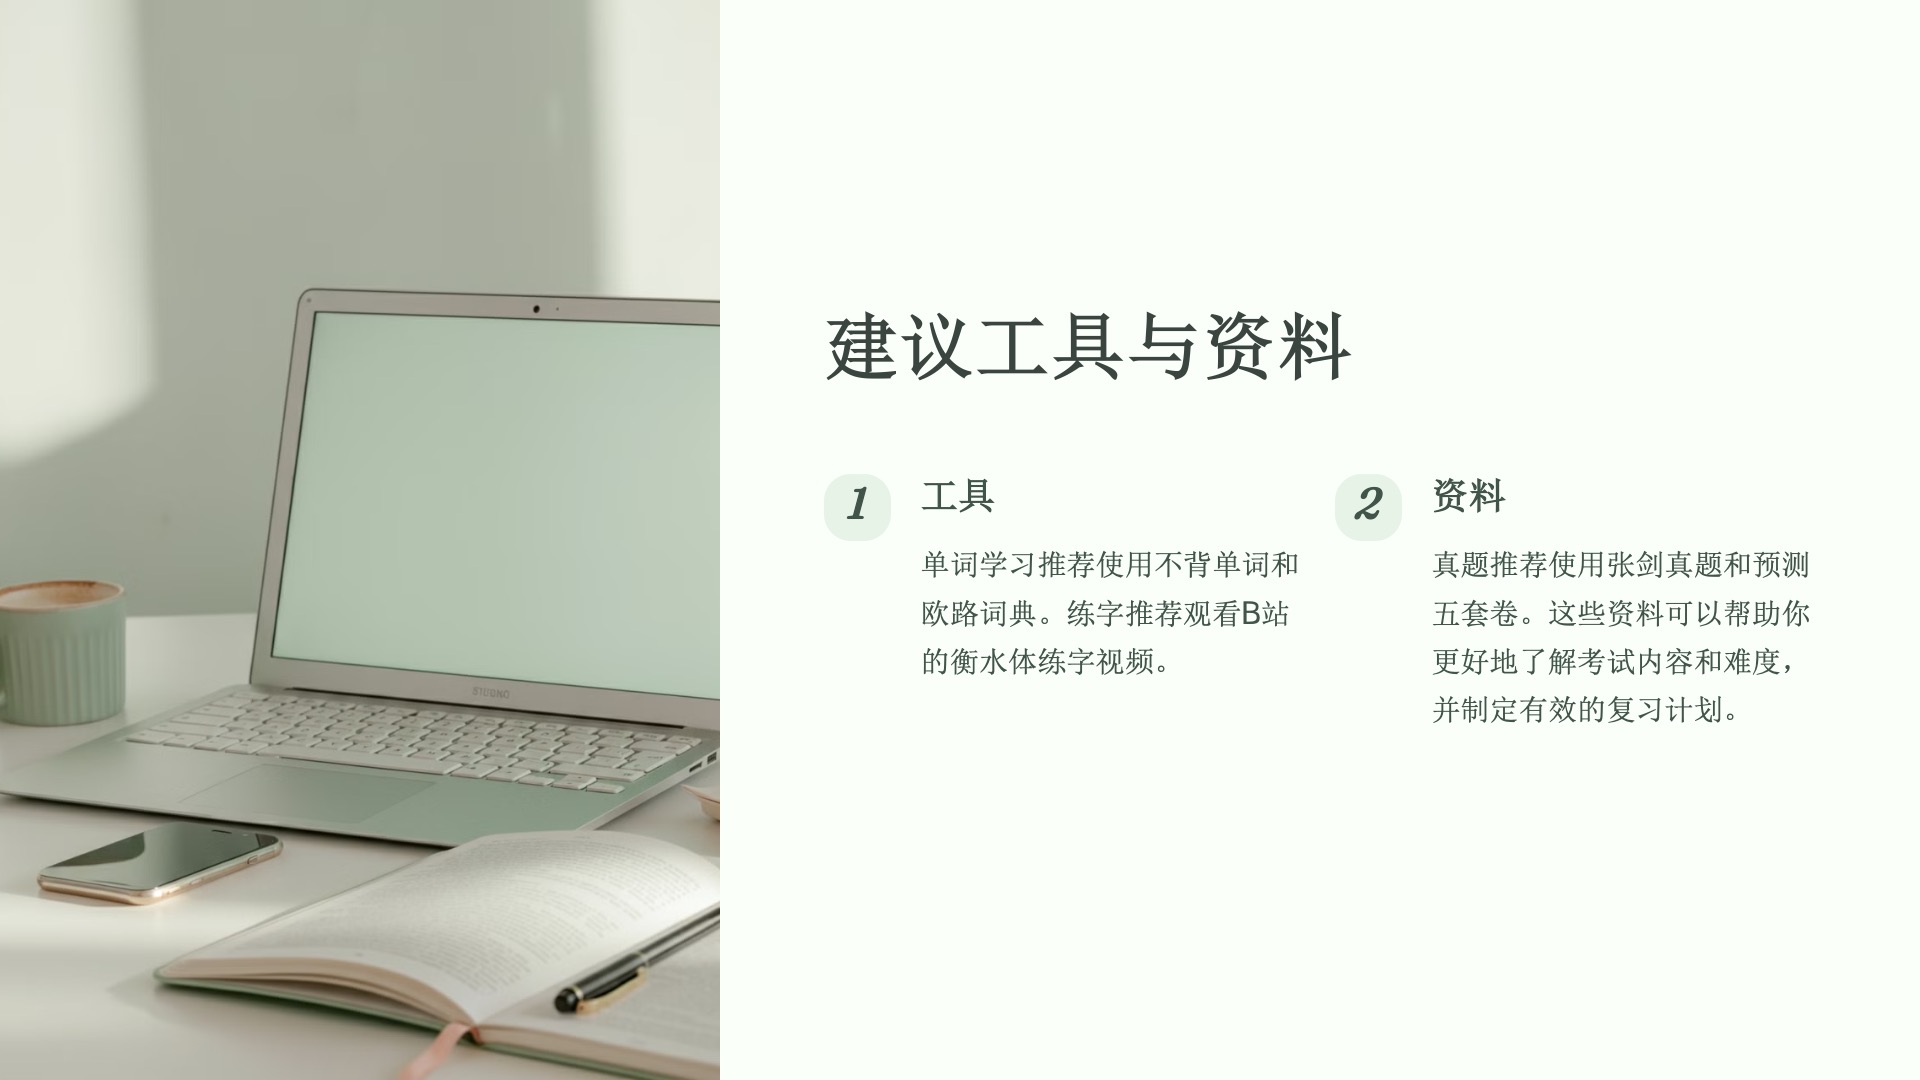 建议工具与资料
1
工具
单词学习推荐使用不背单词和
欧路词典。练字推荐观看B站
的衡水体练字视频。
2
资料
真题推荐使用张剑真题和预测
五套卷。这些资料可以帮助你
更好地了解考试内容和难度，
并制定有效的复习计划。